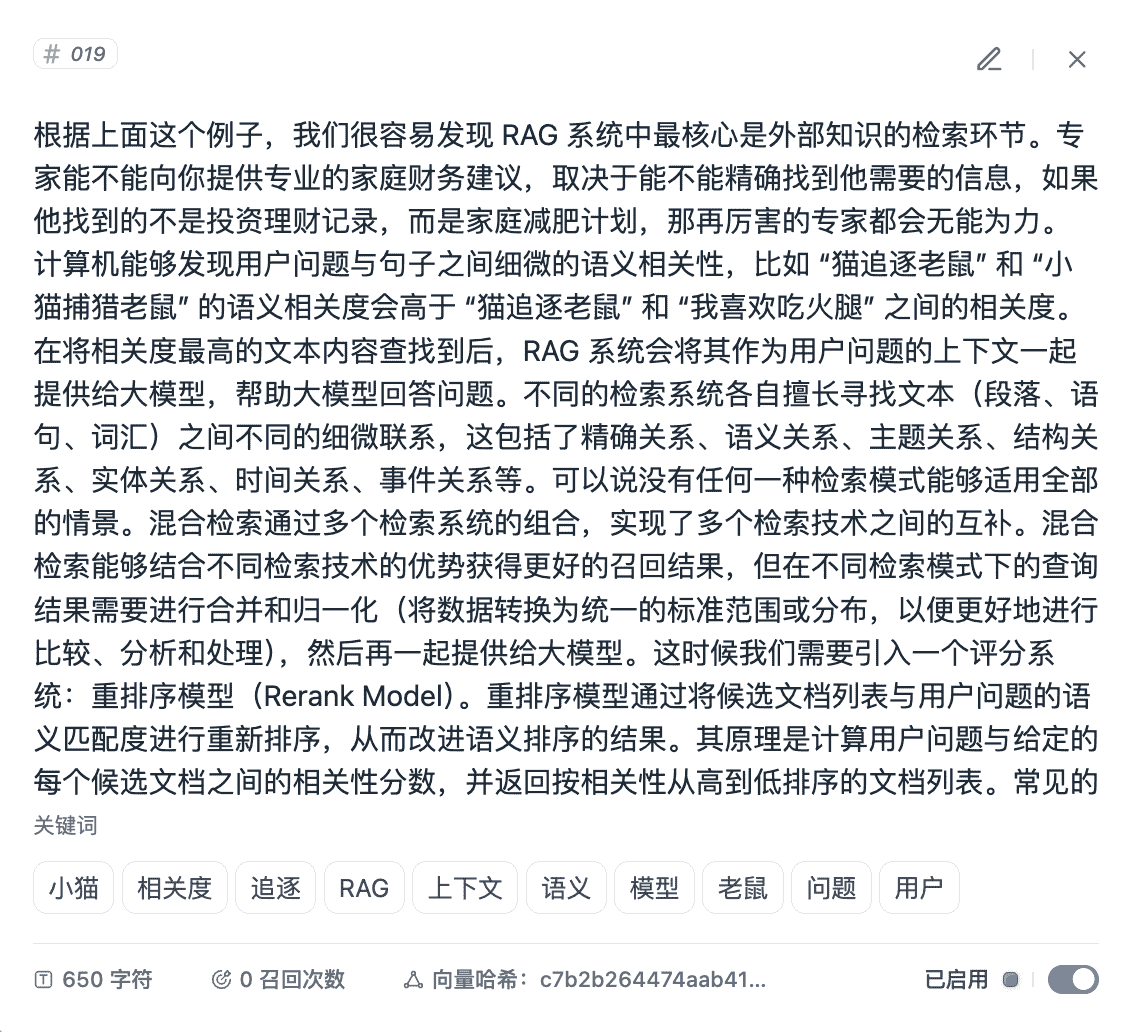 # 019
根据上面这个例子，我们很容易发现 RAG 系统中最核心是外部知识的检索环节。专
家能不能向你提供专业的家庭财务建议，取决于能不能精确找到他需要的信息，如果
他找到的不是投资理财记录，而是家庭减肥计划，那再厉害的专家都会无能为力。
计算机能够发现用户问题与句子之间细微的语义相关性，比如 “猫追逐老鼠” 和 “小
猫捕猎老鼠” 的语义相关度会高于 “猫追逐老鼠” 和 “我喜欢吃火腿” 之间的相关度。
在将相关度最高的文本内容查找到后，RAG 系统会将其作为用户问题的上下文一起
提供给大模型，帮助大模型回答问题。不同的检索系统各自擅长寻找文本（段落、语
句、词汇）之间不同的细微联系，这包括了精确关系、语义关系、主题关系、结构关
系、实体关系、时间关系、事件关系等。可以说没有任何一种检索模式能够适用全部
的情景。混合检索通过多个检索系统的组合，实现了多个检索技术之间的互补。混合
检索能够结合不同检索技术的优势获得更好的召回结果，但在不同检索模式下的查询
结果需要进行合并和归一化（将数据转换为统一的标准范围或分布，以便更好地进行
比较、分析和处理），然后再一起提供给大模型。这时候我们需要引入一个评分系
统：重排序模型（Rerank Model）。重排序模型通过将候选文档列表与用户问题的语
义匹配度进行重新排序，从而改进语义排序的结果。其原理是计算用户问题与给定的
每个候选文档之间的相关性分数，并返回按相关性从高到低排序的文档列表。常见的
关键词
小猫 相关度 追逐 RAG 上下文 语义 模型 老鼠 问题 用户
650 字符 0 召回次数 向量哈希：c7b2b264474aab41... 已启用